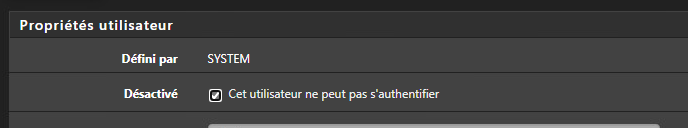 Propriétés utilisateur
Défini par SYSTEM
Désactivé Cet utilisateur ne peut pas s'authentifier